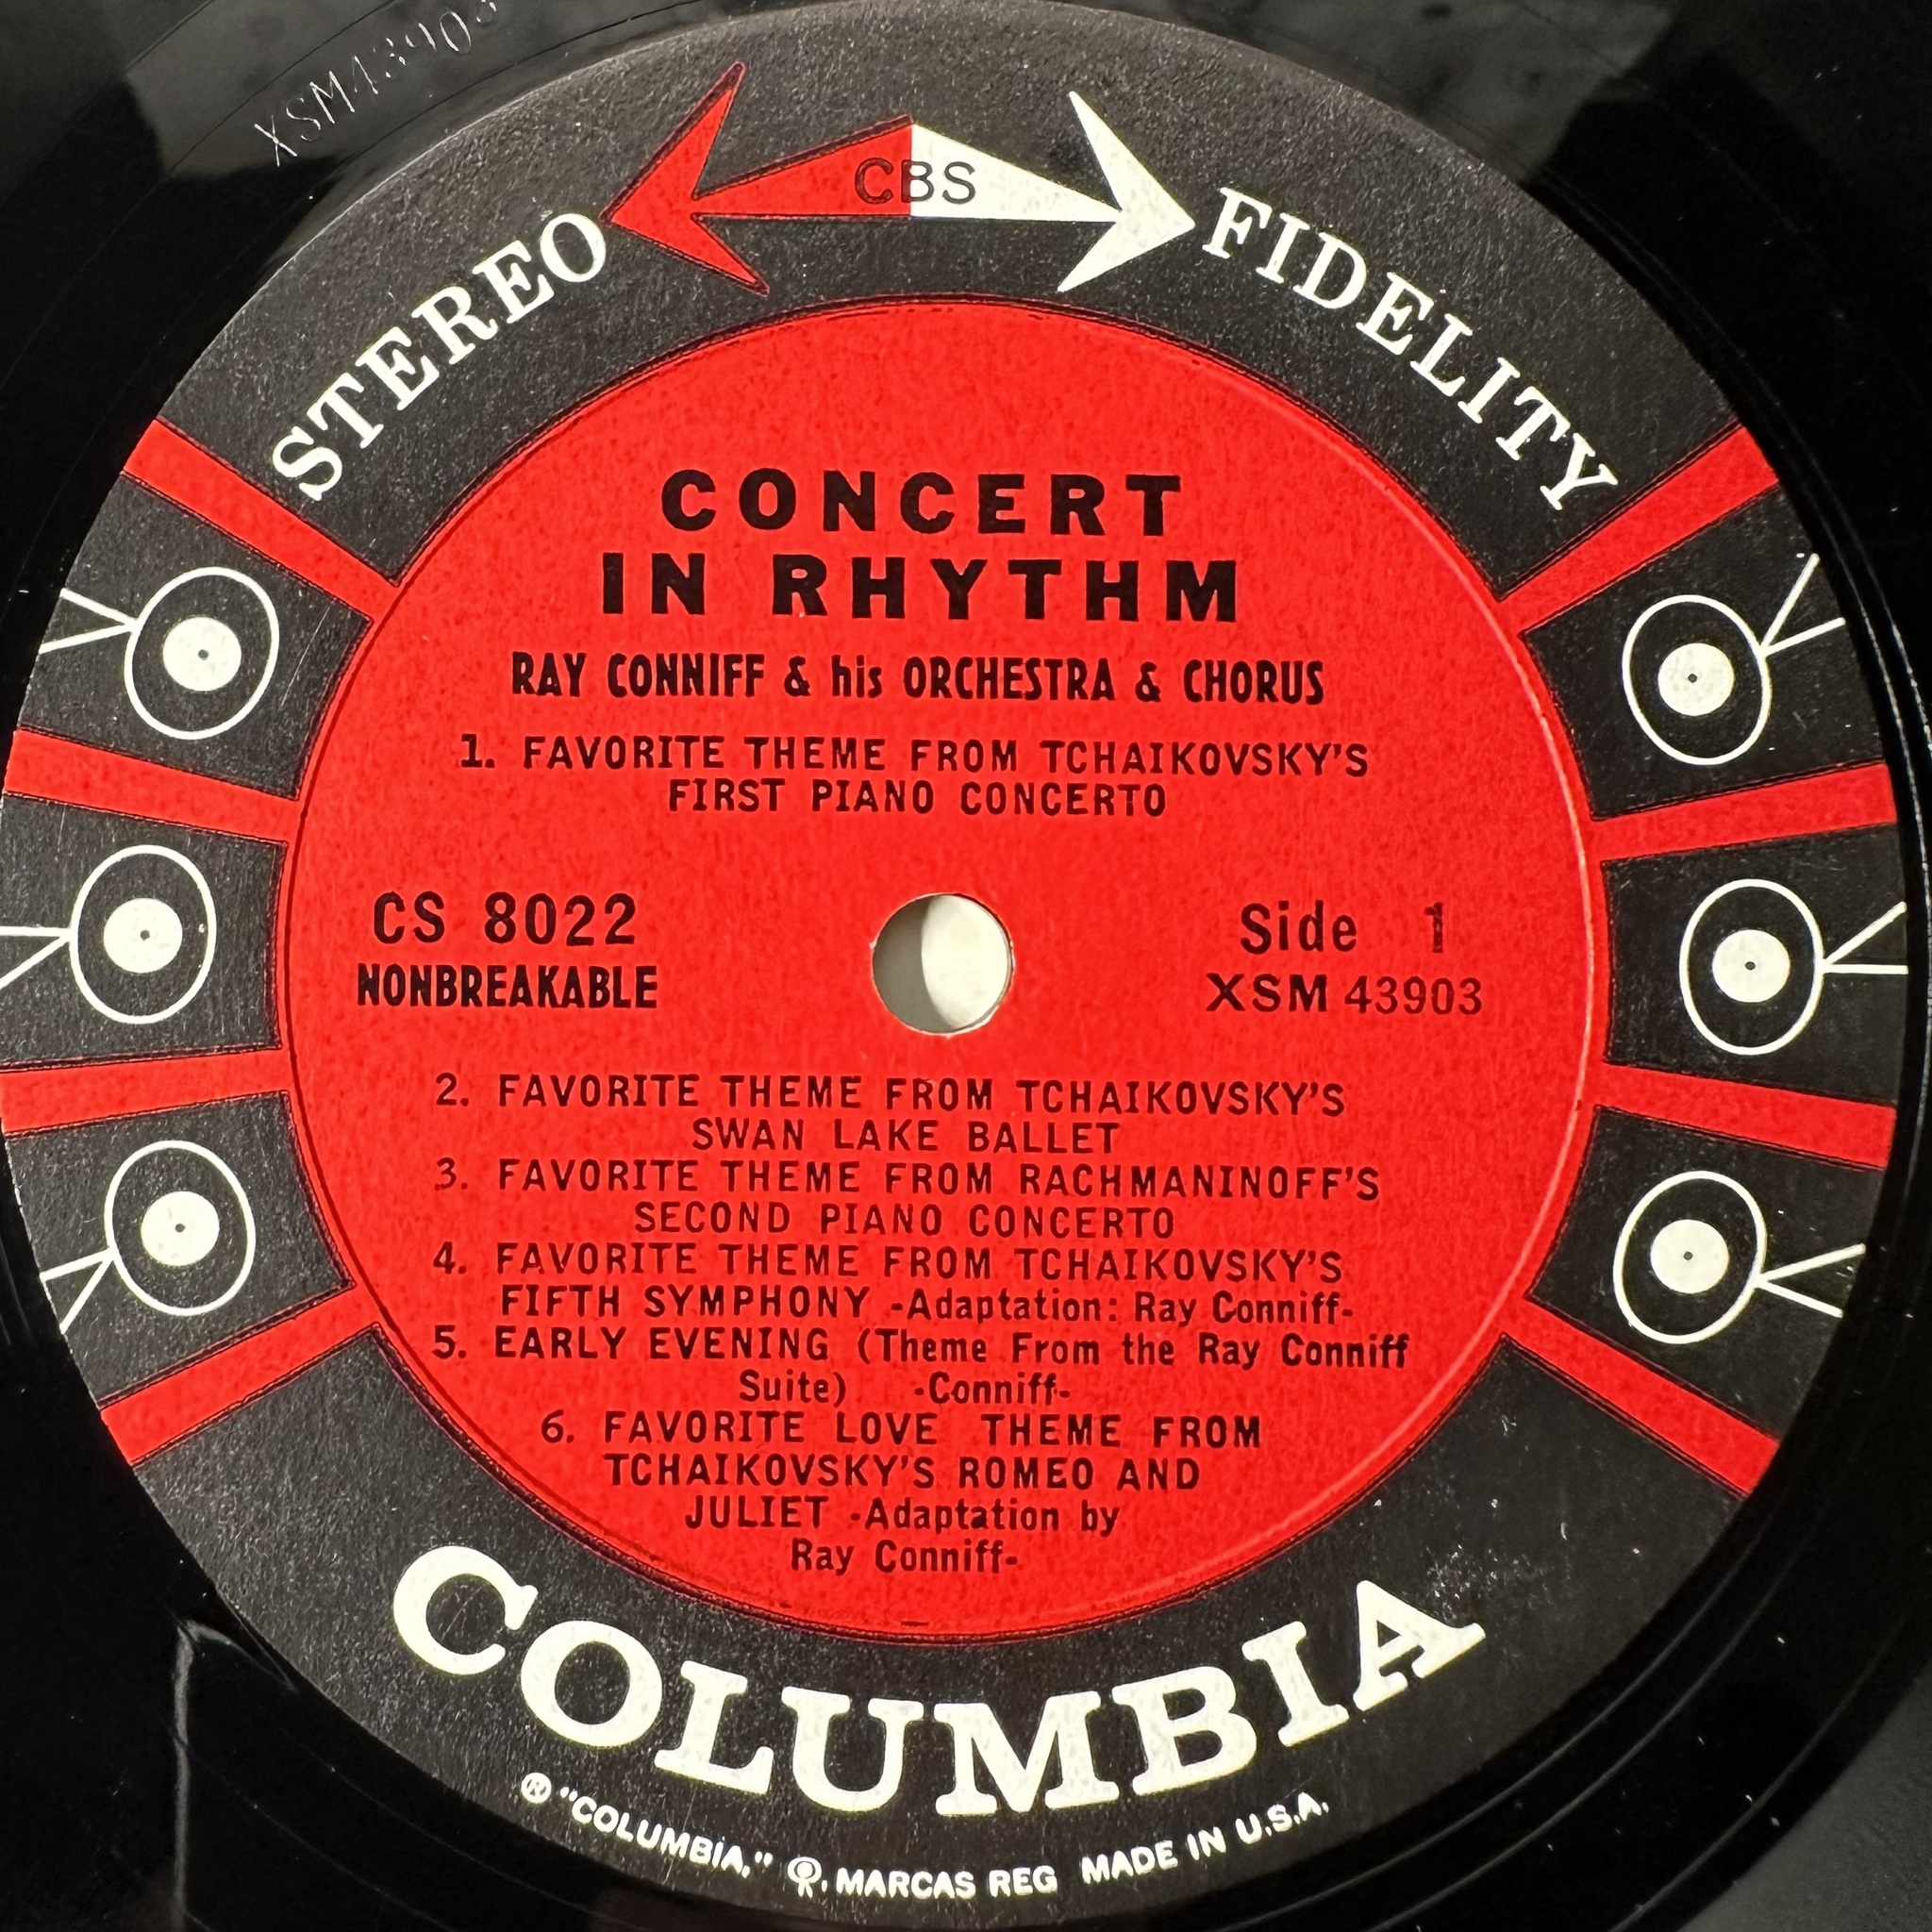 CBS
STEREO FIDELITY
CONCERT
IN RHYTHM
RAY CONNIFF & his ORCHESTRA & CHORUS
1. FAVORITE THEME FROM TCHAIKOVSKY'S
FIRST PIANO CONCERTO
CS 8022
NONBREAKABLE
Side 1
XSM 43903
2. FAVORITE THEME FROM TCHAIKOVSKY'S
SWAN LAKE BALLET
3. FAVORITE THEME FROM RACHMANINOFF'S
SECOND PIANO CONCERTO
4. FAVORITE THEME FROM TCHAIKOVSKY'S
FIFTH SYMPHONY -Adaptation: Ray Conniff-
5. EARLY EVENING (Theme From the Ray Conniff
Suite) -Conniff-
6. FAVORITE LOVE THEME FROM
TCHAIKOVSKY'S ROMEO AND
JULIET -Adaptation by
Ray Conniff-
COLUMBIA
® "COLUMBIA," MARCAS REG MADE IN U.S.A.